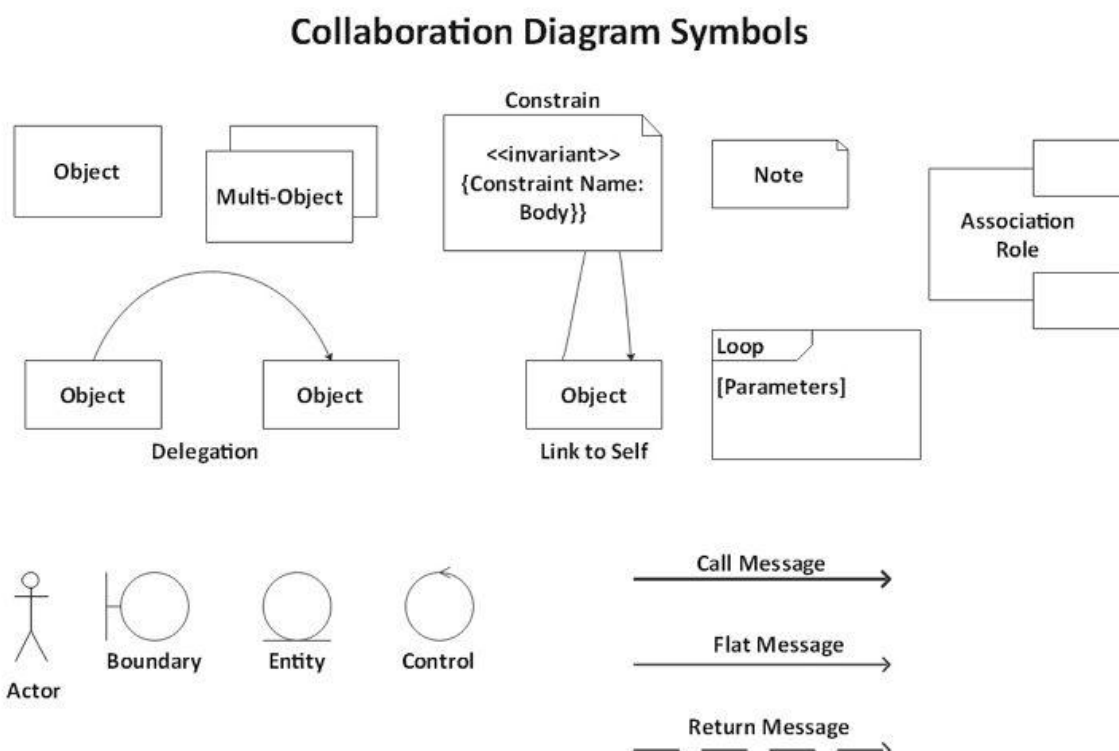 Collaboration Diagram Symbols
Object
Multi-Object
Constrain
<<invariant>>
{Constraint Name:
Body}}
Note
Association
Role
Object
Object
Delegation
Object
Link to Self
Loop
[Parameters]
Actor
Boundary
Entity
Control
Call Message
Flat Message
Return Message